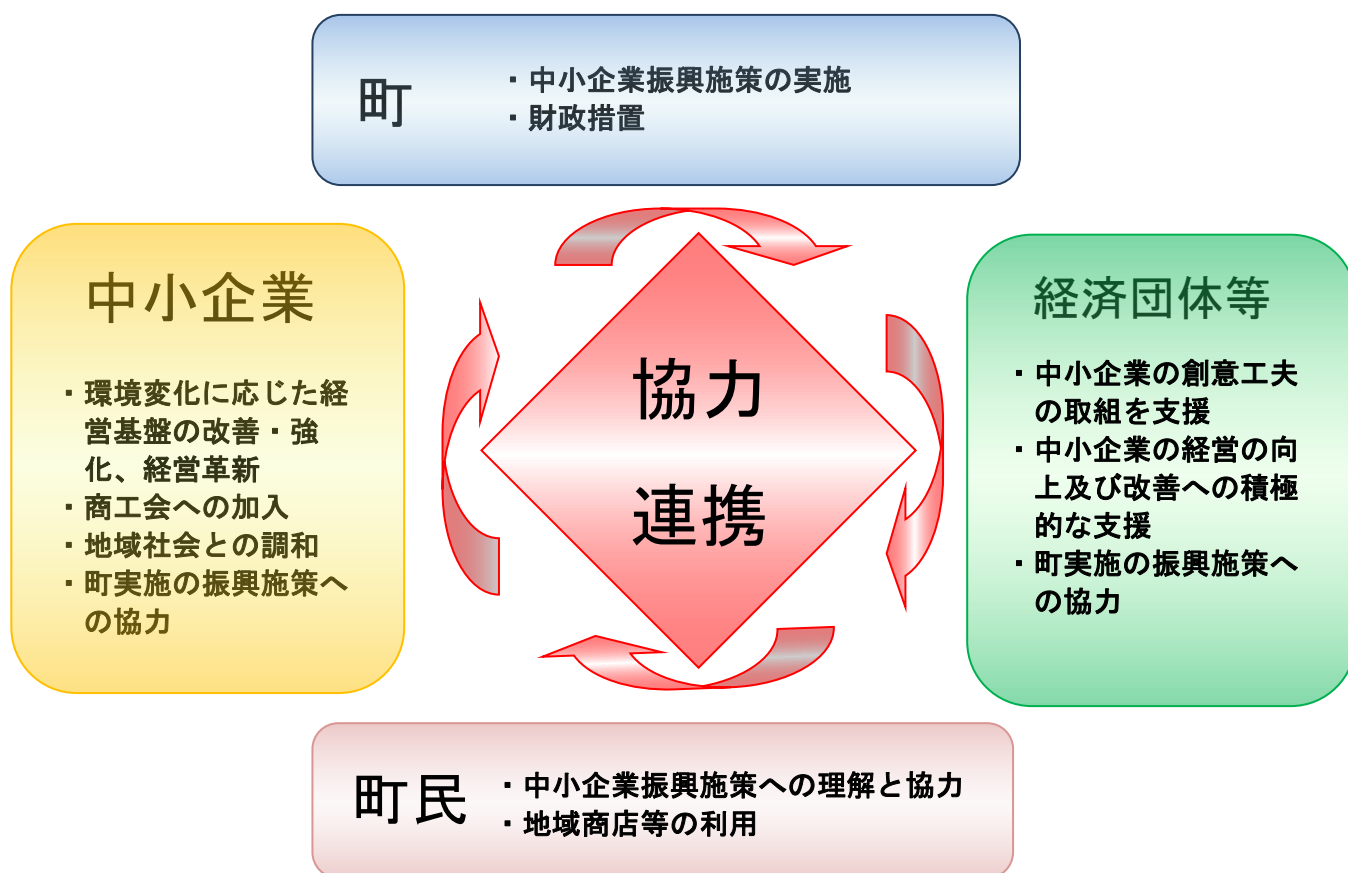 町
・中小企業振興施策の実施
・財政措置
中小企業
・環境変化に応じた経
営基盤の改善・強
化、経営革新
・商工会への加入
・地域社会との調和
・町実施の振興施策へ
の協力
協力
連携
経済団体等
・中小企業の創意工夫
の取組を支援
・中小企業の経営の向
上及び改善への積極
的な支援
・町実施の振興施策へ
の協力
町民
・中小企業振興施策への理解と協力
・地域商店等の利用